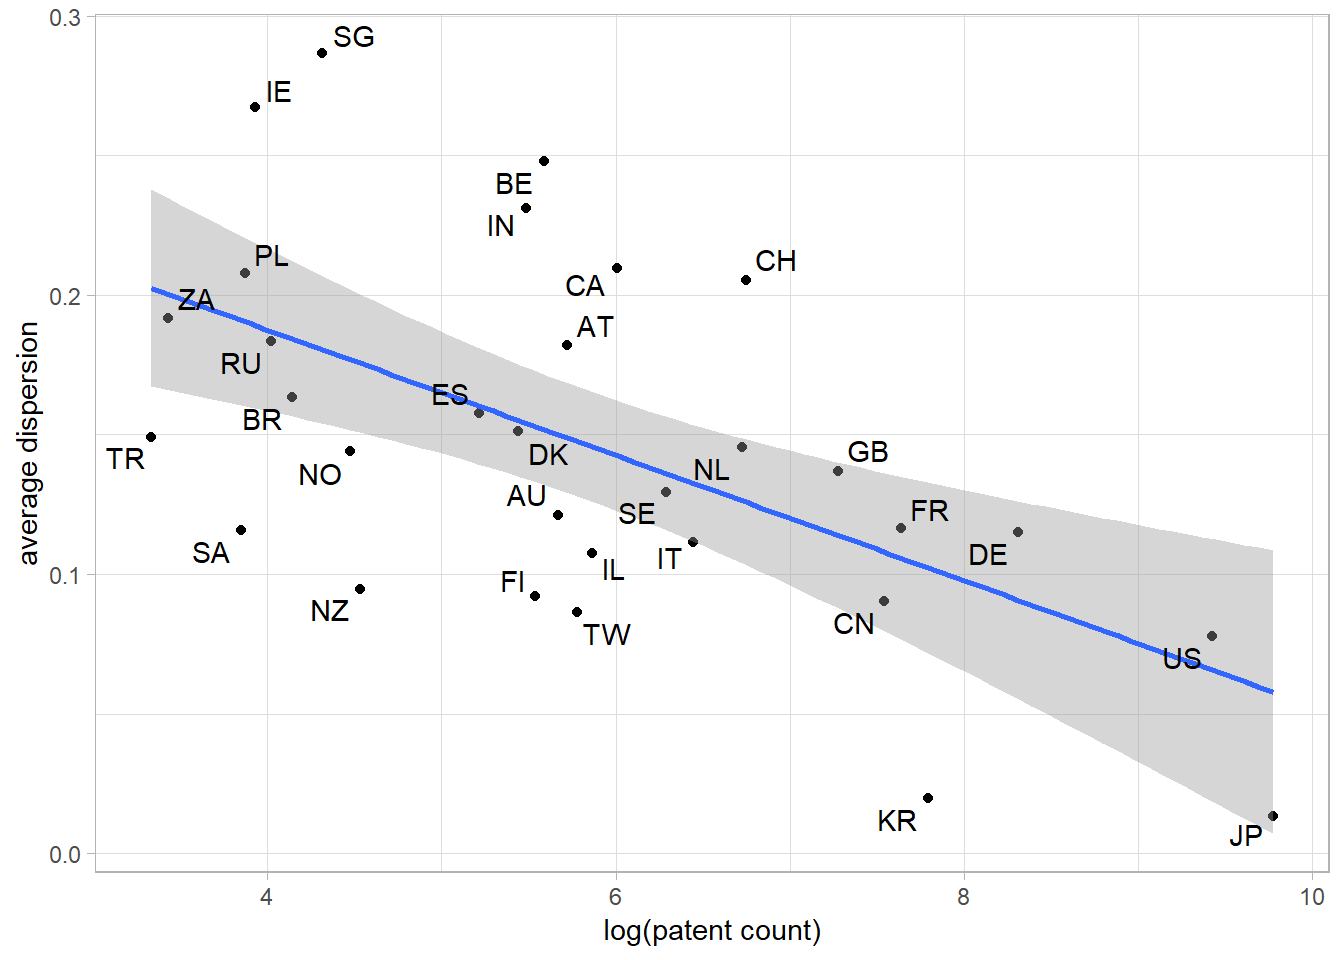 0.3
SG
IE
BE
IN
PL
CH
CA
0.2
ZA
AT
RU
ES
BR
TR
DK
GB
NO
NL
AU
SE
FR
SA
IT
DE
IL
0.1
FI
NZ
TW
CN
US
KR
JP
0.0
4
6
8
10
average dispersion
log(patent count)